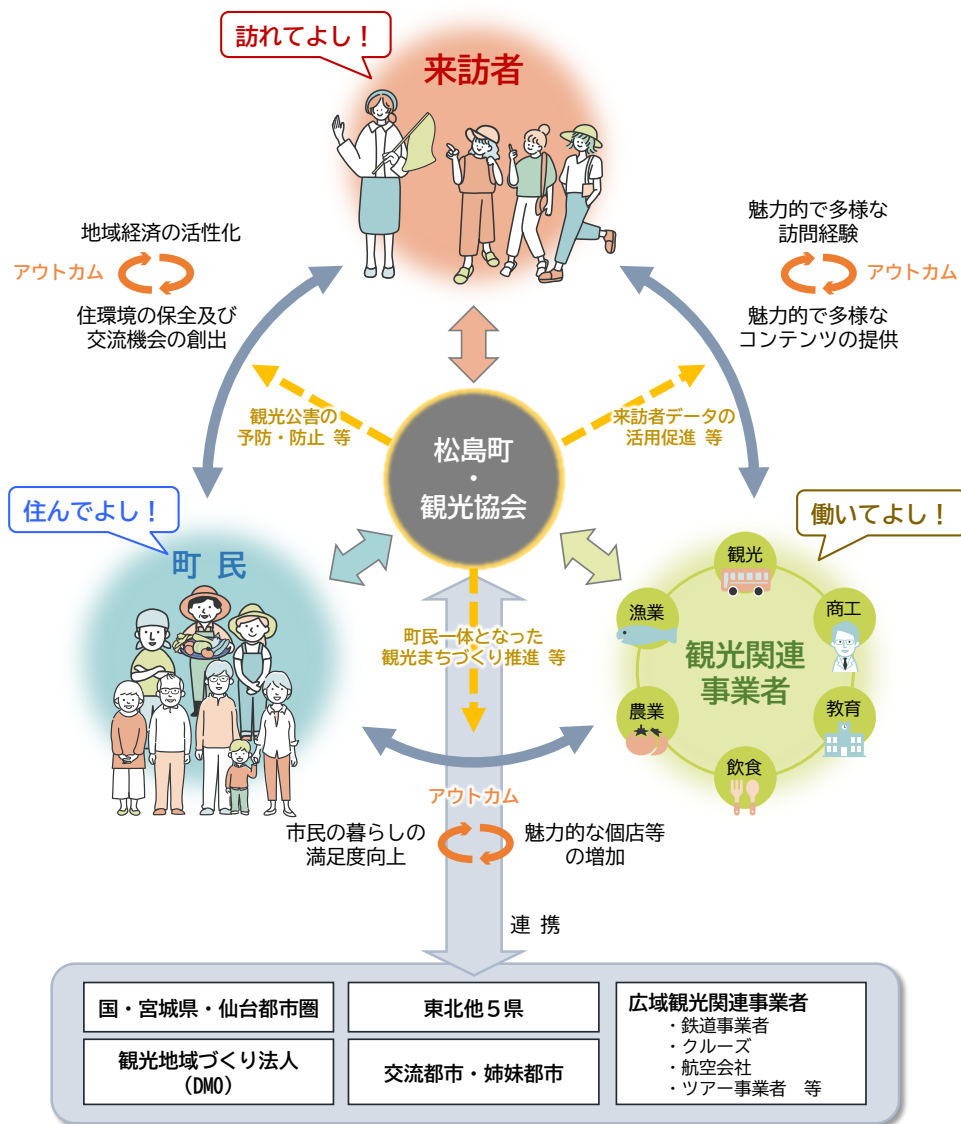 訪れてよし！
来訪者
地域経済の活性化
アウトカム
住環境の保全及び
交流機会の創出
魅力的で多様な
訪問経験
アウトカム
魅力的で多様な
コンテンツの提供
観光公害の
予防・防止 等
来訪者データの
活用促進 等
松島町
・
観光協会
住んでよし！
町 民
働いてよし！
観光
漁業
商工
観光関連
事業者
農業
教育
飲食
町民一体となった
観光まちづくり推進 等
アウトカム
市民の暮らしの
満足度向上
魅力的な個店等
の増加
連 携
国・宮城県・仙台都市圏
東北他５県
観光地域づくり法人
(DMO)
交流都市・姉妹都市
広域観光関連事業者
・鉄道事業者
・クルーズ
・航空会社
・ツアー事業者　等